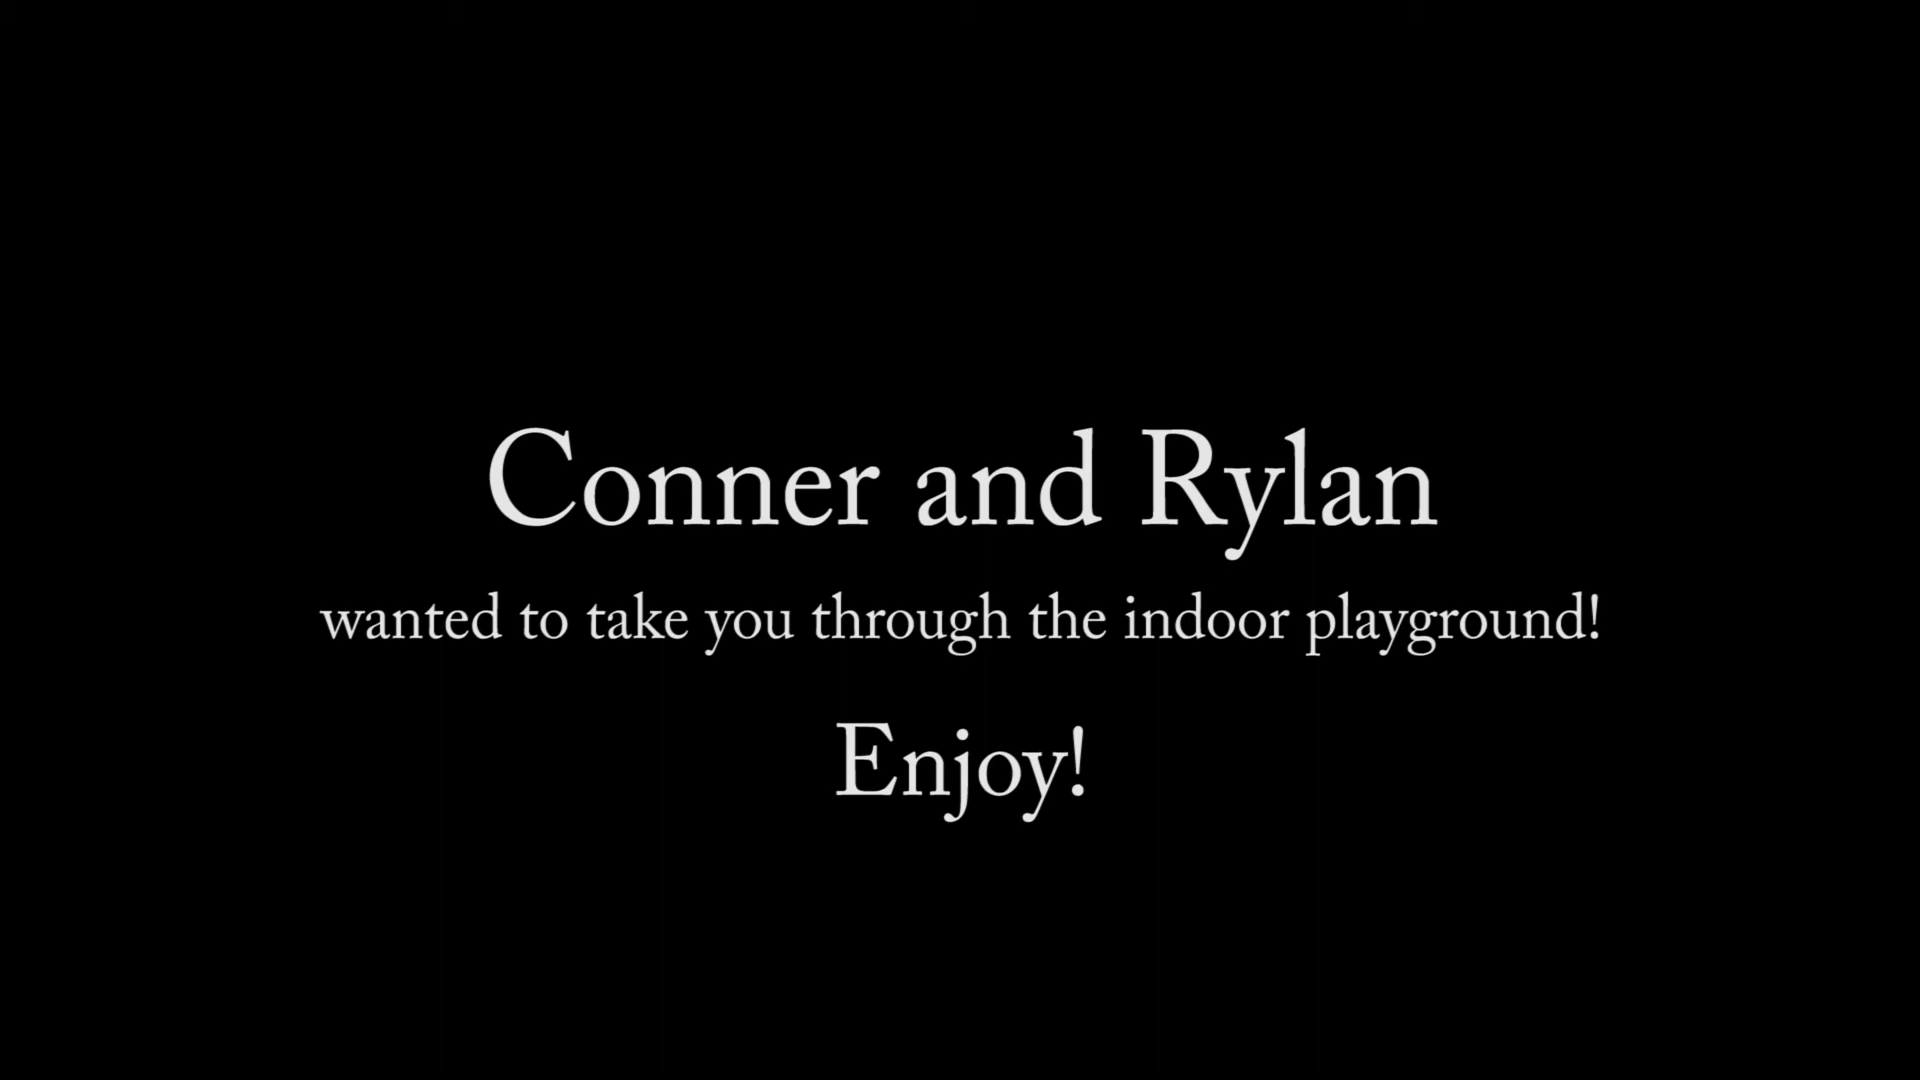 Conner and Rylan
wanted to take you through the indoor playground!
Enjoy!